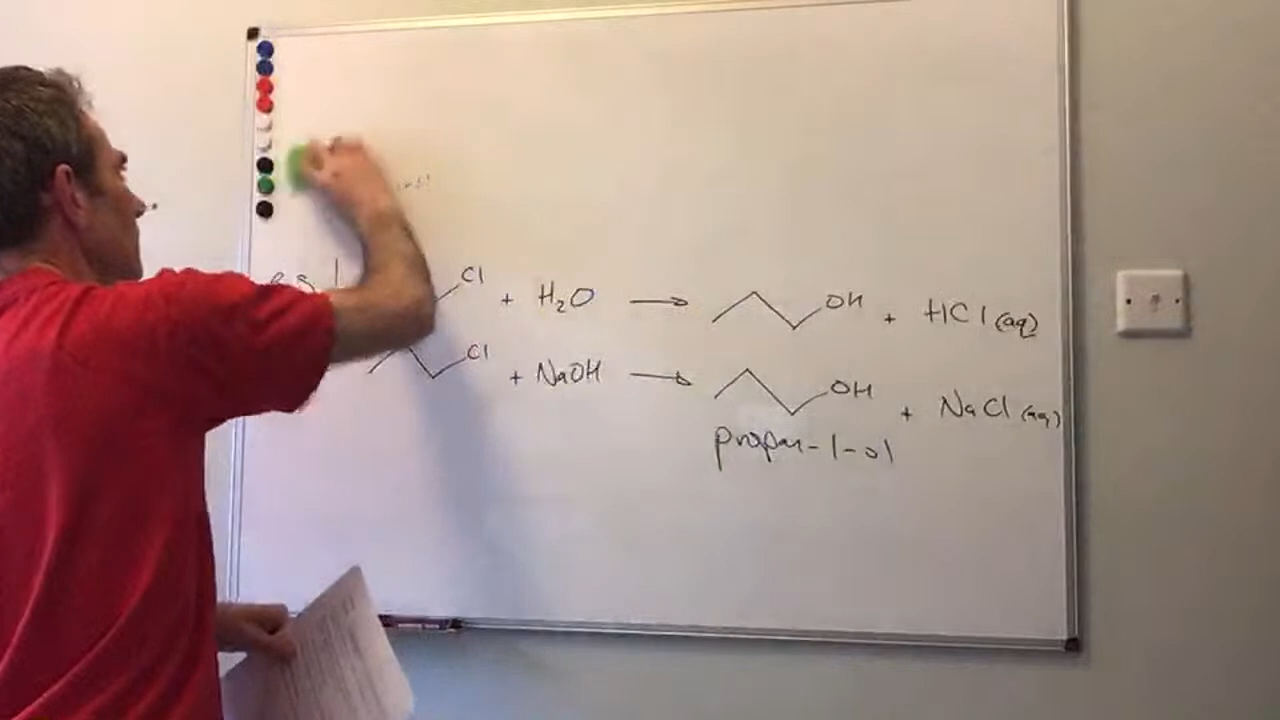 Cl + H₂O → OH + HCl (aq)
Cl + NaOH → OH + NaCl (aq)
propan-1-ol